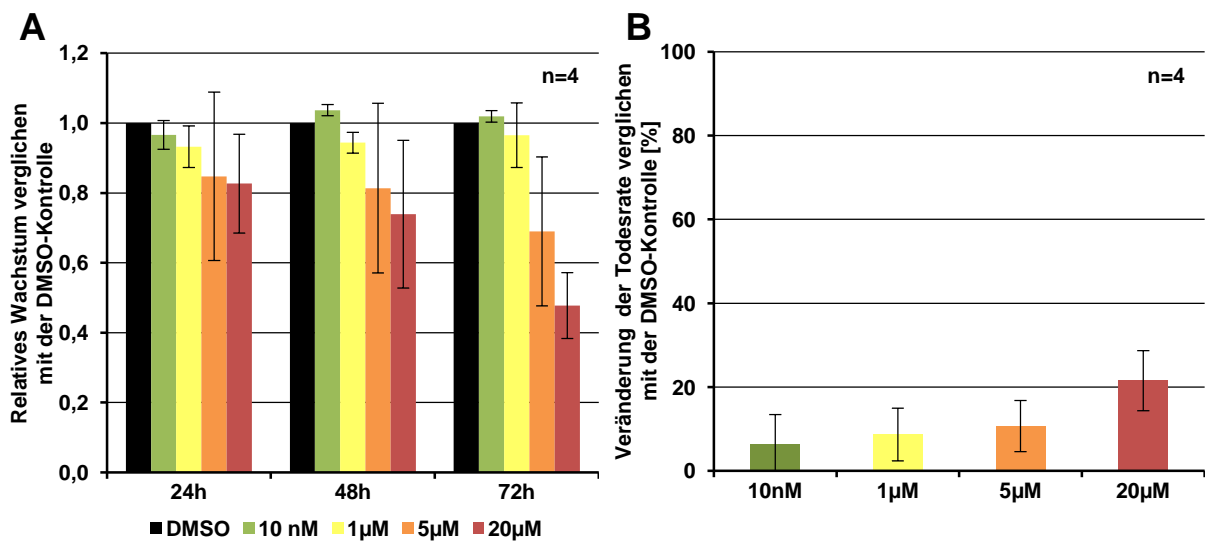 A
Relatives Wachstum verglichen
mit der DMSO-Kontrolle
1,2
1,0
0,8
0,6
0,4
0,2
0,0
n=4
24h 48h 72h
DMSO 10 nM 1µM 5µM 20µM
B
Veränderung der Todesrate verglichen
mit der DMSO-Kontrolle [%]
100
80
60
40
20
0
n=4
10nM 1µM 5µM 20µM